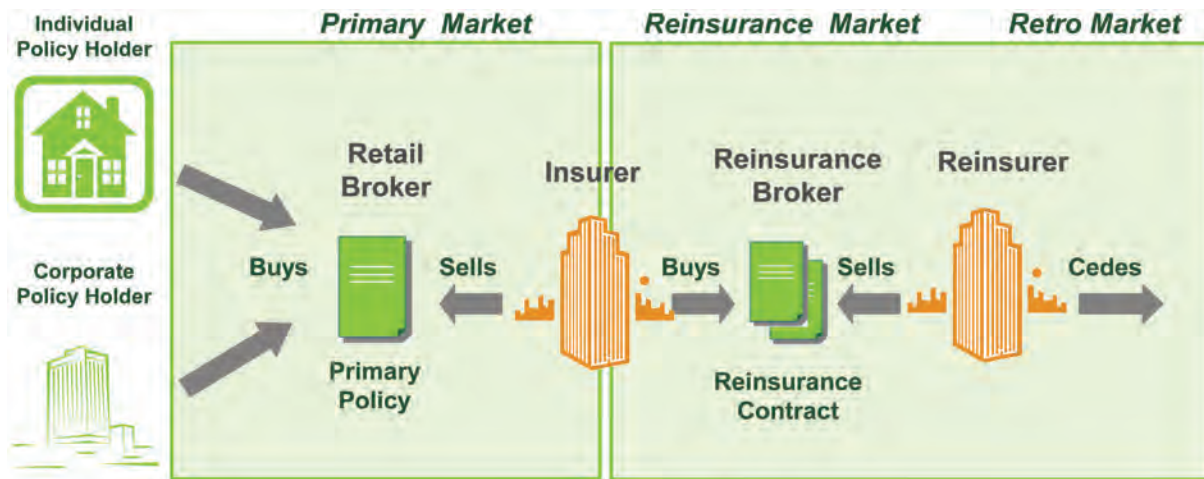 Individual
Policy Holder
Primary Market
Reinsurance Market
Retro Market
Retail
Broker
Insurer
Reinsurance
Broker
Reinsurer
Corporate
Policy Holder
Buys
Sells
Buys
Sells
Cedes
Primary
Policy
Reinsurance
Contract